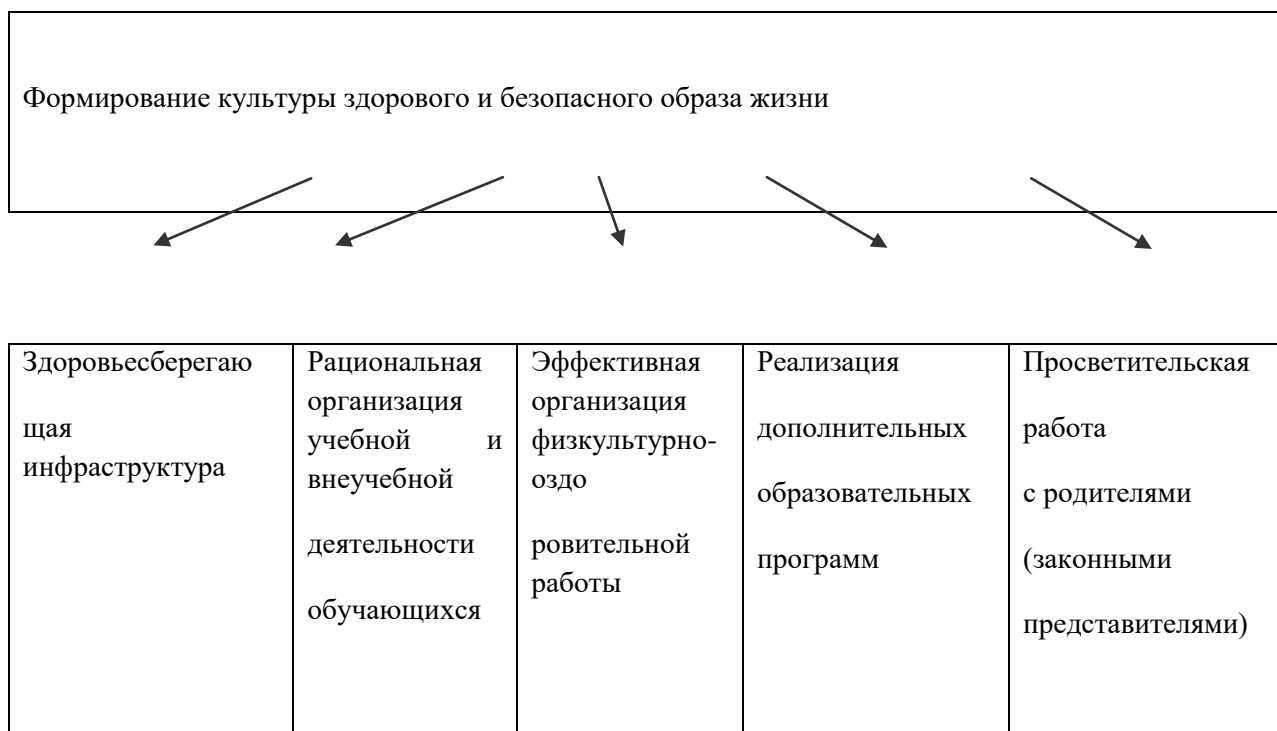 Формирование культуры здорового и безопасного образа жизни
Здоровьесберегаю
щая
инфраструктура
Рациональная
организация
учебной и
внеучебной
деятельности
обучающихся
Эффективная
организация
физкультурно-
оздо
ровительной
работы
Реализация
дополнительных
образовательных
программ
Просветительская
работа
с родителями
(законными
представителями)